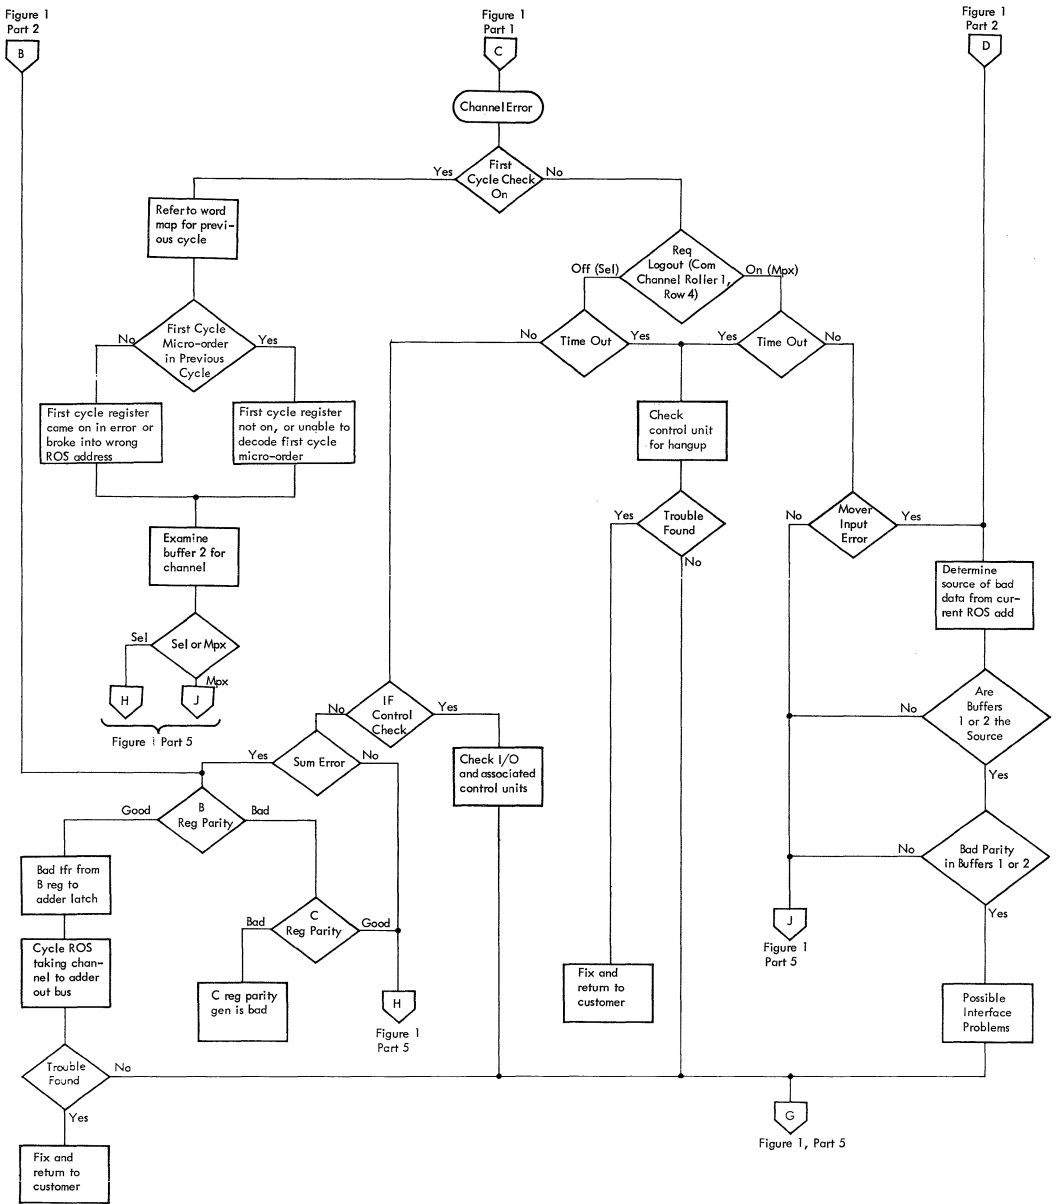 Figure 1
Part 2
B
Figure 1
Part 1
C
Figure 1
Part 2
D
Channel Error
First
Cycle Check
On
Yes
No
Refer to word
map for previ-
ous cycle
Req
Logout (Com
Channel Roller 1,
Row 4)
Off (Sel)
On (Mpx)
First Cycle
Micro-order
in Previous
Cycle
No
Yes
No
Time Out
Yes
Yes
Time Out
No
First cycle register
came on in error or
broke into wrong
ROS address
First cycle register
not on, or unable to
decode first cycle
micro-order
Check
control unit
for hangup
Yes
Trouble
Found
No
No
Mover
Input
Error
Yes
Examine
buffer 2 for
channel
Determine
source of bad
data from cur-
rent ROS add
Sel
Sel or Mpx
Mpx
H
J
Figure 1 Part 5
No
IF
Control
Check
Yes
No
Are
Buffers
1 or 2 the
Source
Yes
Yes
Sum Error
No
Check I/O
and associated
control units
Good
B
Reg Parity
Bad
No
Bad Parity
in Buffers 1 or 2
Yes
Bad tfr from
B reg to
adder latch
Bad
C
Reg Parity
Good
J
Figure 1
Part 5
Cycle ROS
taking chan-
nel to adder
out bus
C reg parity
gen is bad
H
Figure 1
Part 5
Fix and
return to
customer
Possible
Interface
Problems
Trouble
Found
No
Yes
G
Figure 1, Part 5
Fix and
return to
customer